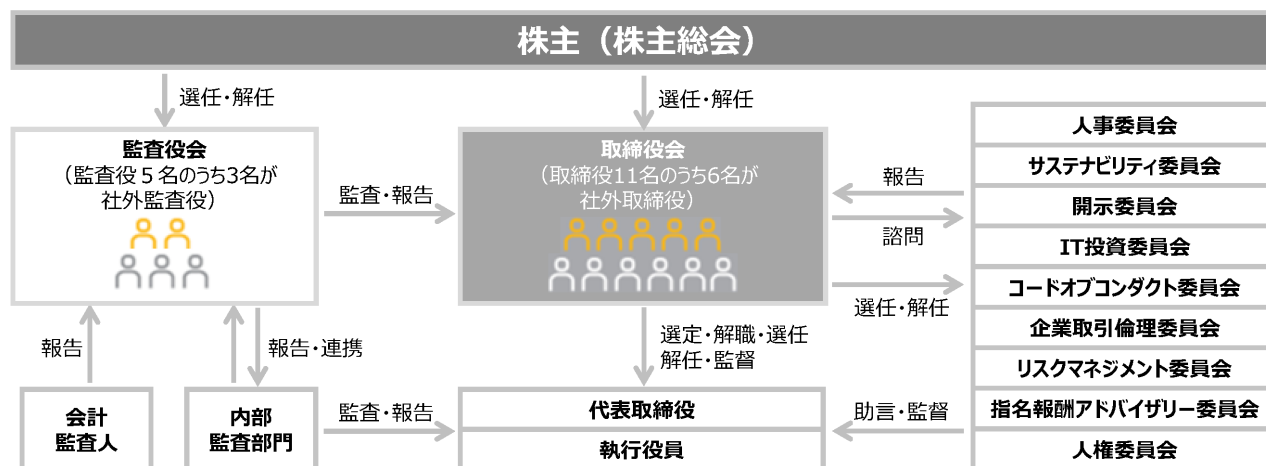 株主（株主総会）
選任・解任
選任・解任
監査役会
（監査役５名のうち3名が
社外監査役）
監査・報告
取締役会
（取締役11名のうち6名が
社外取締役）
報告
諮問
選任・解任
人事委員会
サステナビリティ委員会
開示委員会
IT投資委員会
コードオブコンダクト委員会
企業取引倫理委員会
リスクマネジメント委員会
指名報酬アドバイザリー委員会
人権委員会
報告
報告・連携
選定・解職・選任
解任・監督
会計
監査人
内部
監査部門
監査・報告
代表取締役
執行役員
助言・監督